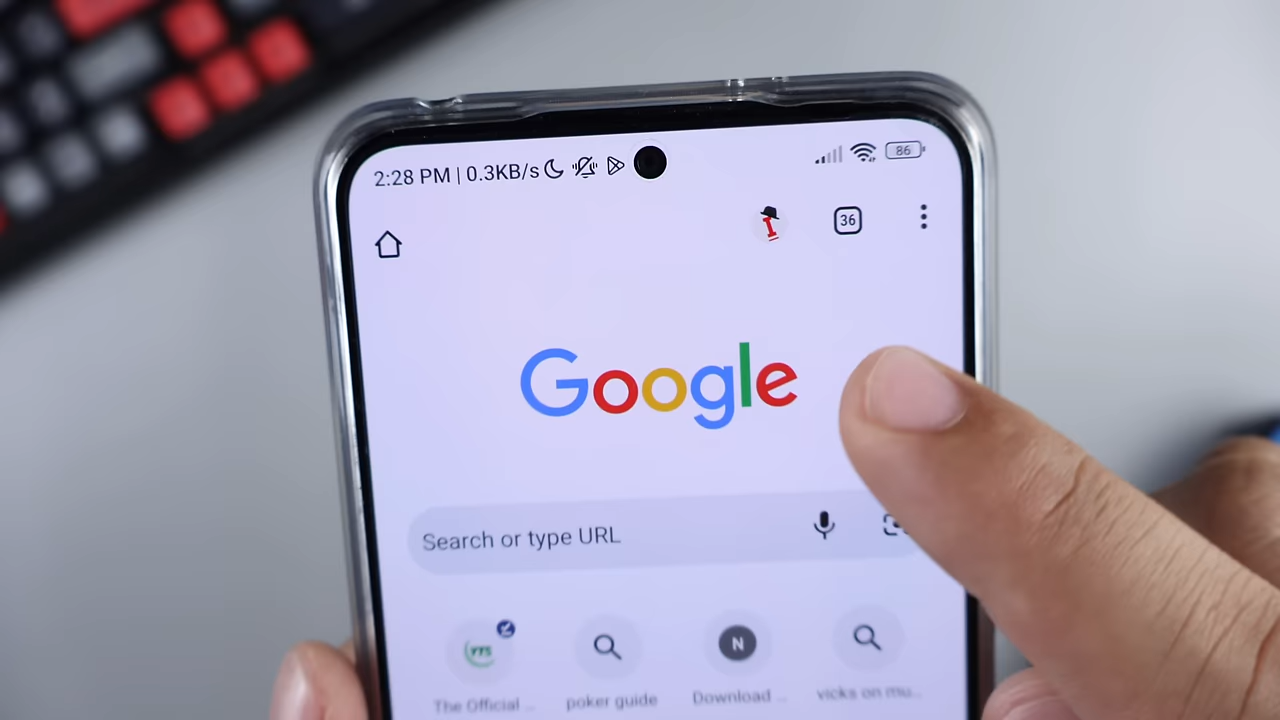 2:28 PM | 0.3KB/s
86
36
Google
Search or type URL
YTS
N
The Official ..
poker guide
Download ...
vicks on mu..